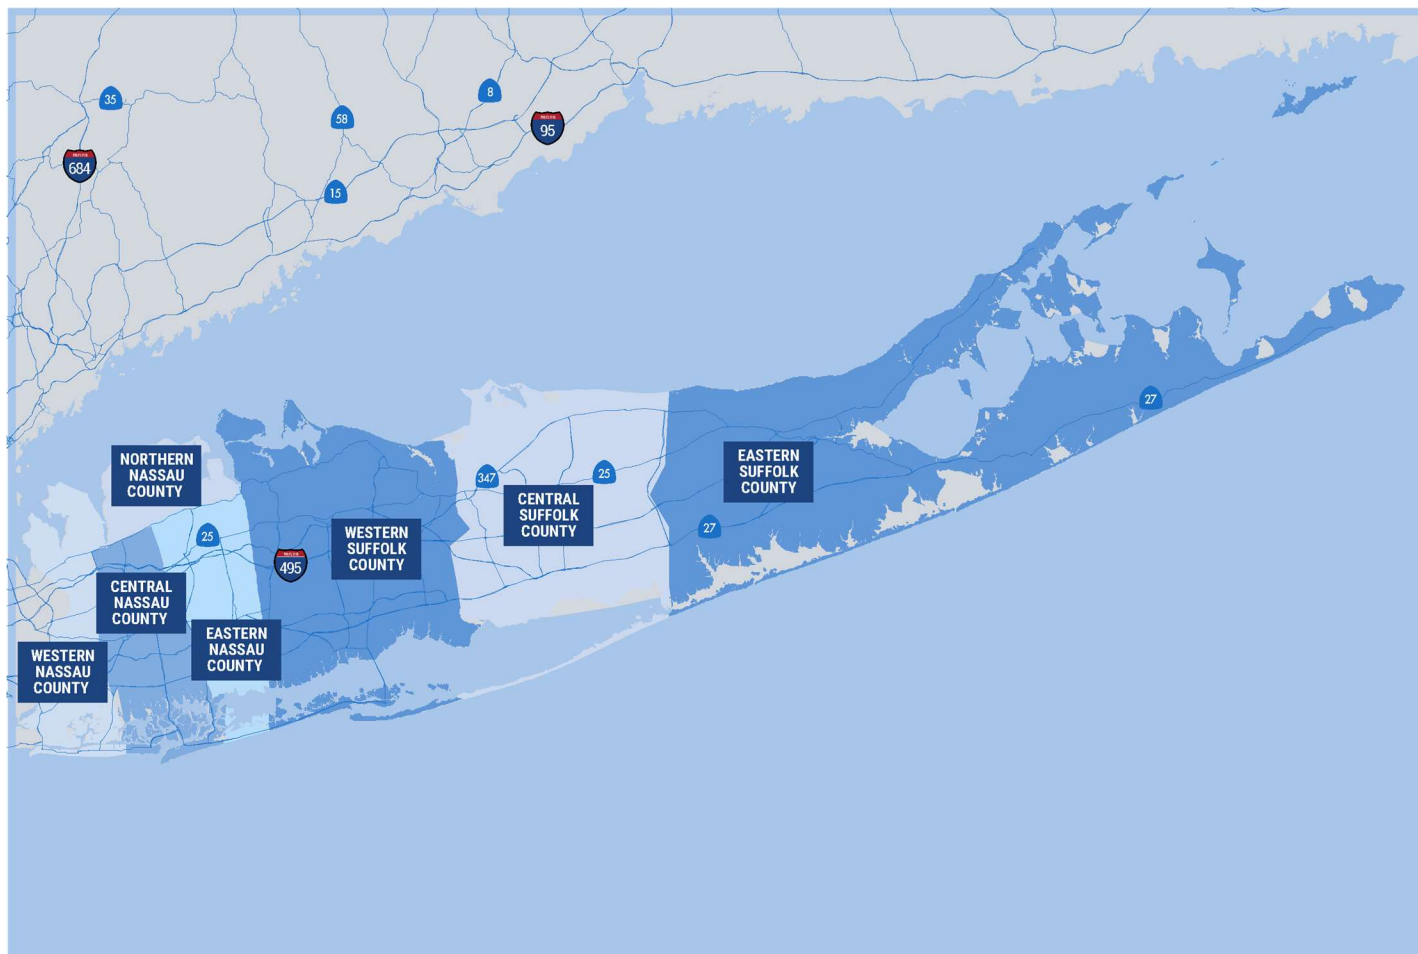 35
8
58
95
684
15
27
NORTHERN
NASSAU
COUNTY
EASTERN
SUFFOLK
COUNTY
347
25
CENTRAL
SUFFOLK
COUNTY
25
WESTERN
SUFFOLK
COUNTY
27
495
CENTRAL
NASSAU
COUNTY
EASTERN
NASSAU
COUNTY
WESTERN
NASSAU
COUNTY